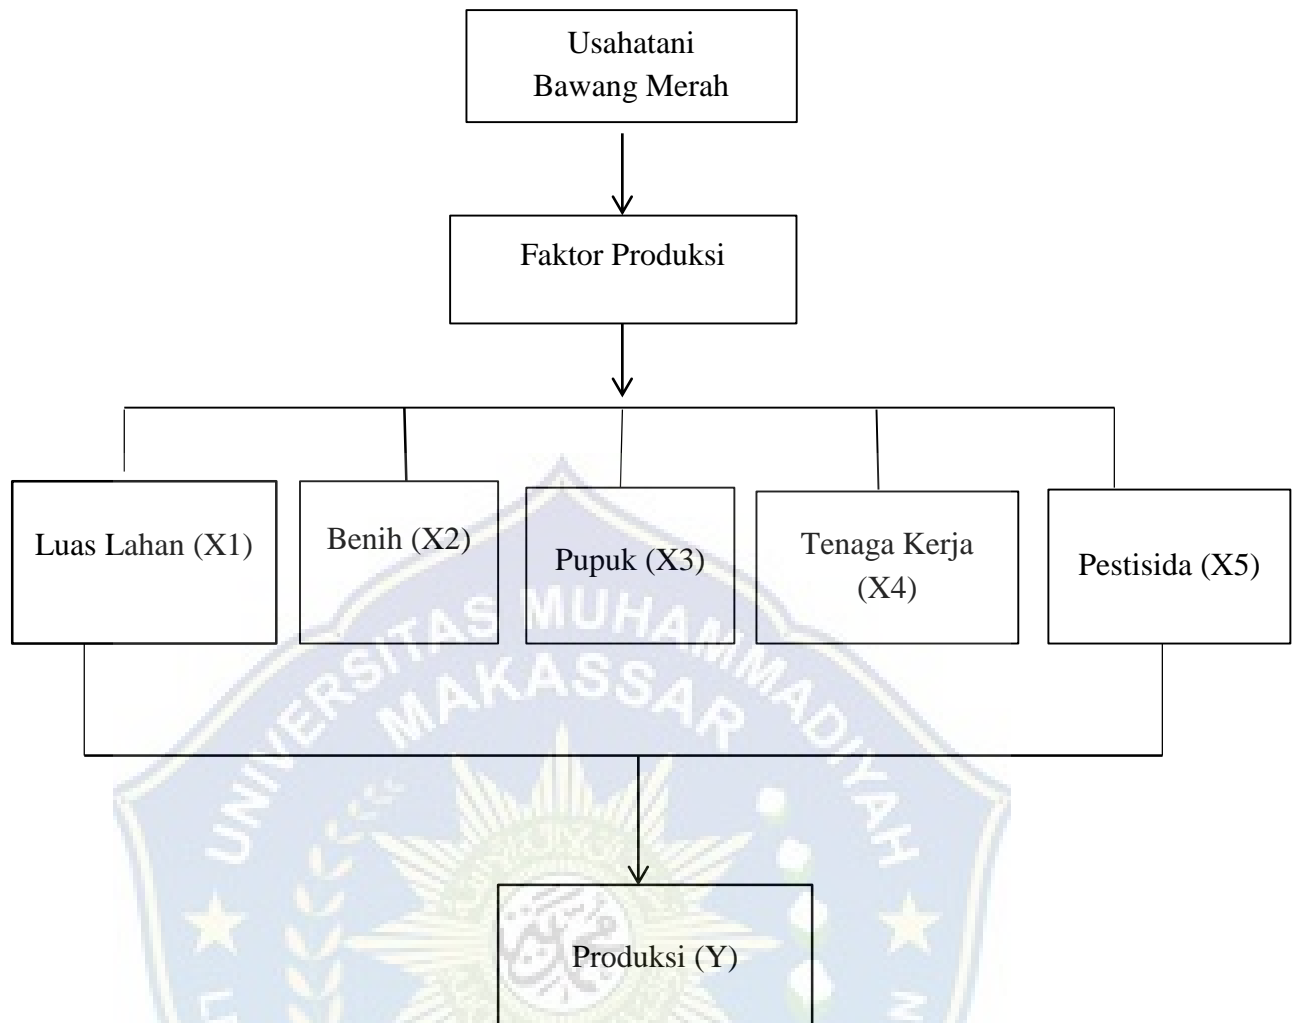 Usahatani
Bawang Merah
Faktor Produksi
Luas Lahan (X1)
Benih (X2)
Pupuk (X3)
Tenaga Kerja
(X4)
Pestisida (X5)
UNIVERSITAS MUHAMMADIYAH
MAKASSAR
Produksi (Y)